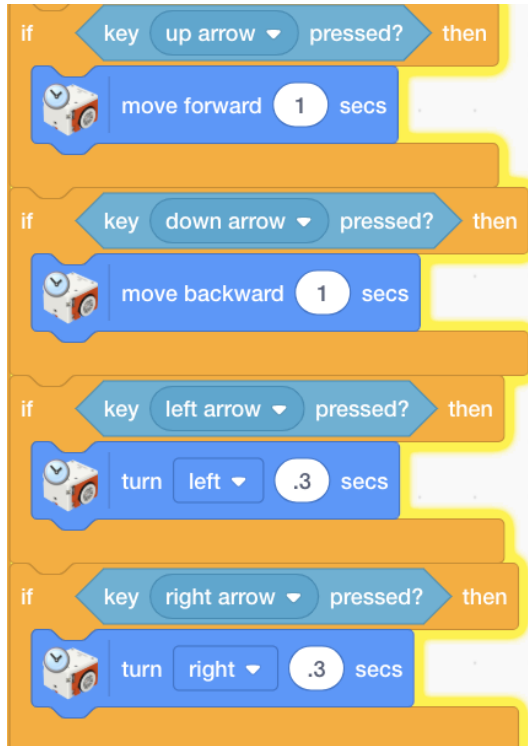 if key up arrow pressed? then
move forward 1 secs
if key down arrow pressed? then
move backward 1 secs
if key left arrow pressed? then
turn left .3 secs
if key right arrow pressed? then
turn right .3 secs